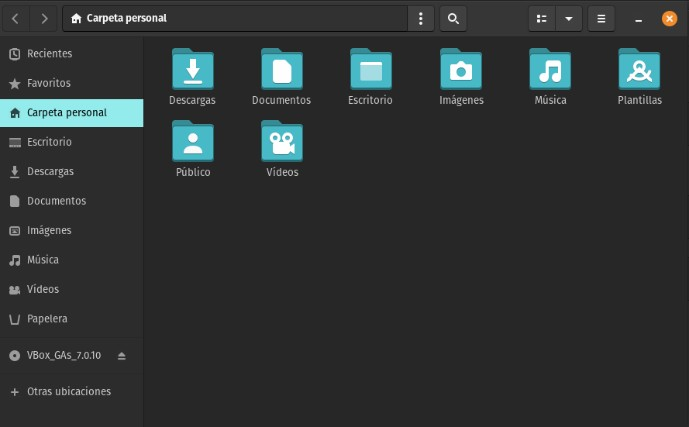 Carpeta personal
Recientes
Favoritos
Carpeta personal
Escritorio
Descargas
Documentos
Imágenes
Música
Vídeos
Papelera
VBox_GAs_7.0.10
Otras ubicaciones
Descargas
Documentos
Escritorio
Imágenes
Música
Plantillas
Público
Vídeos